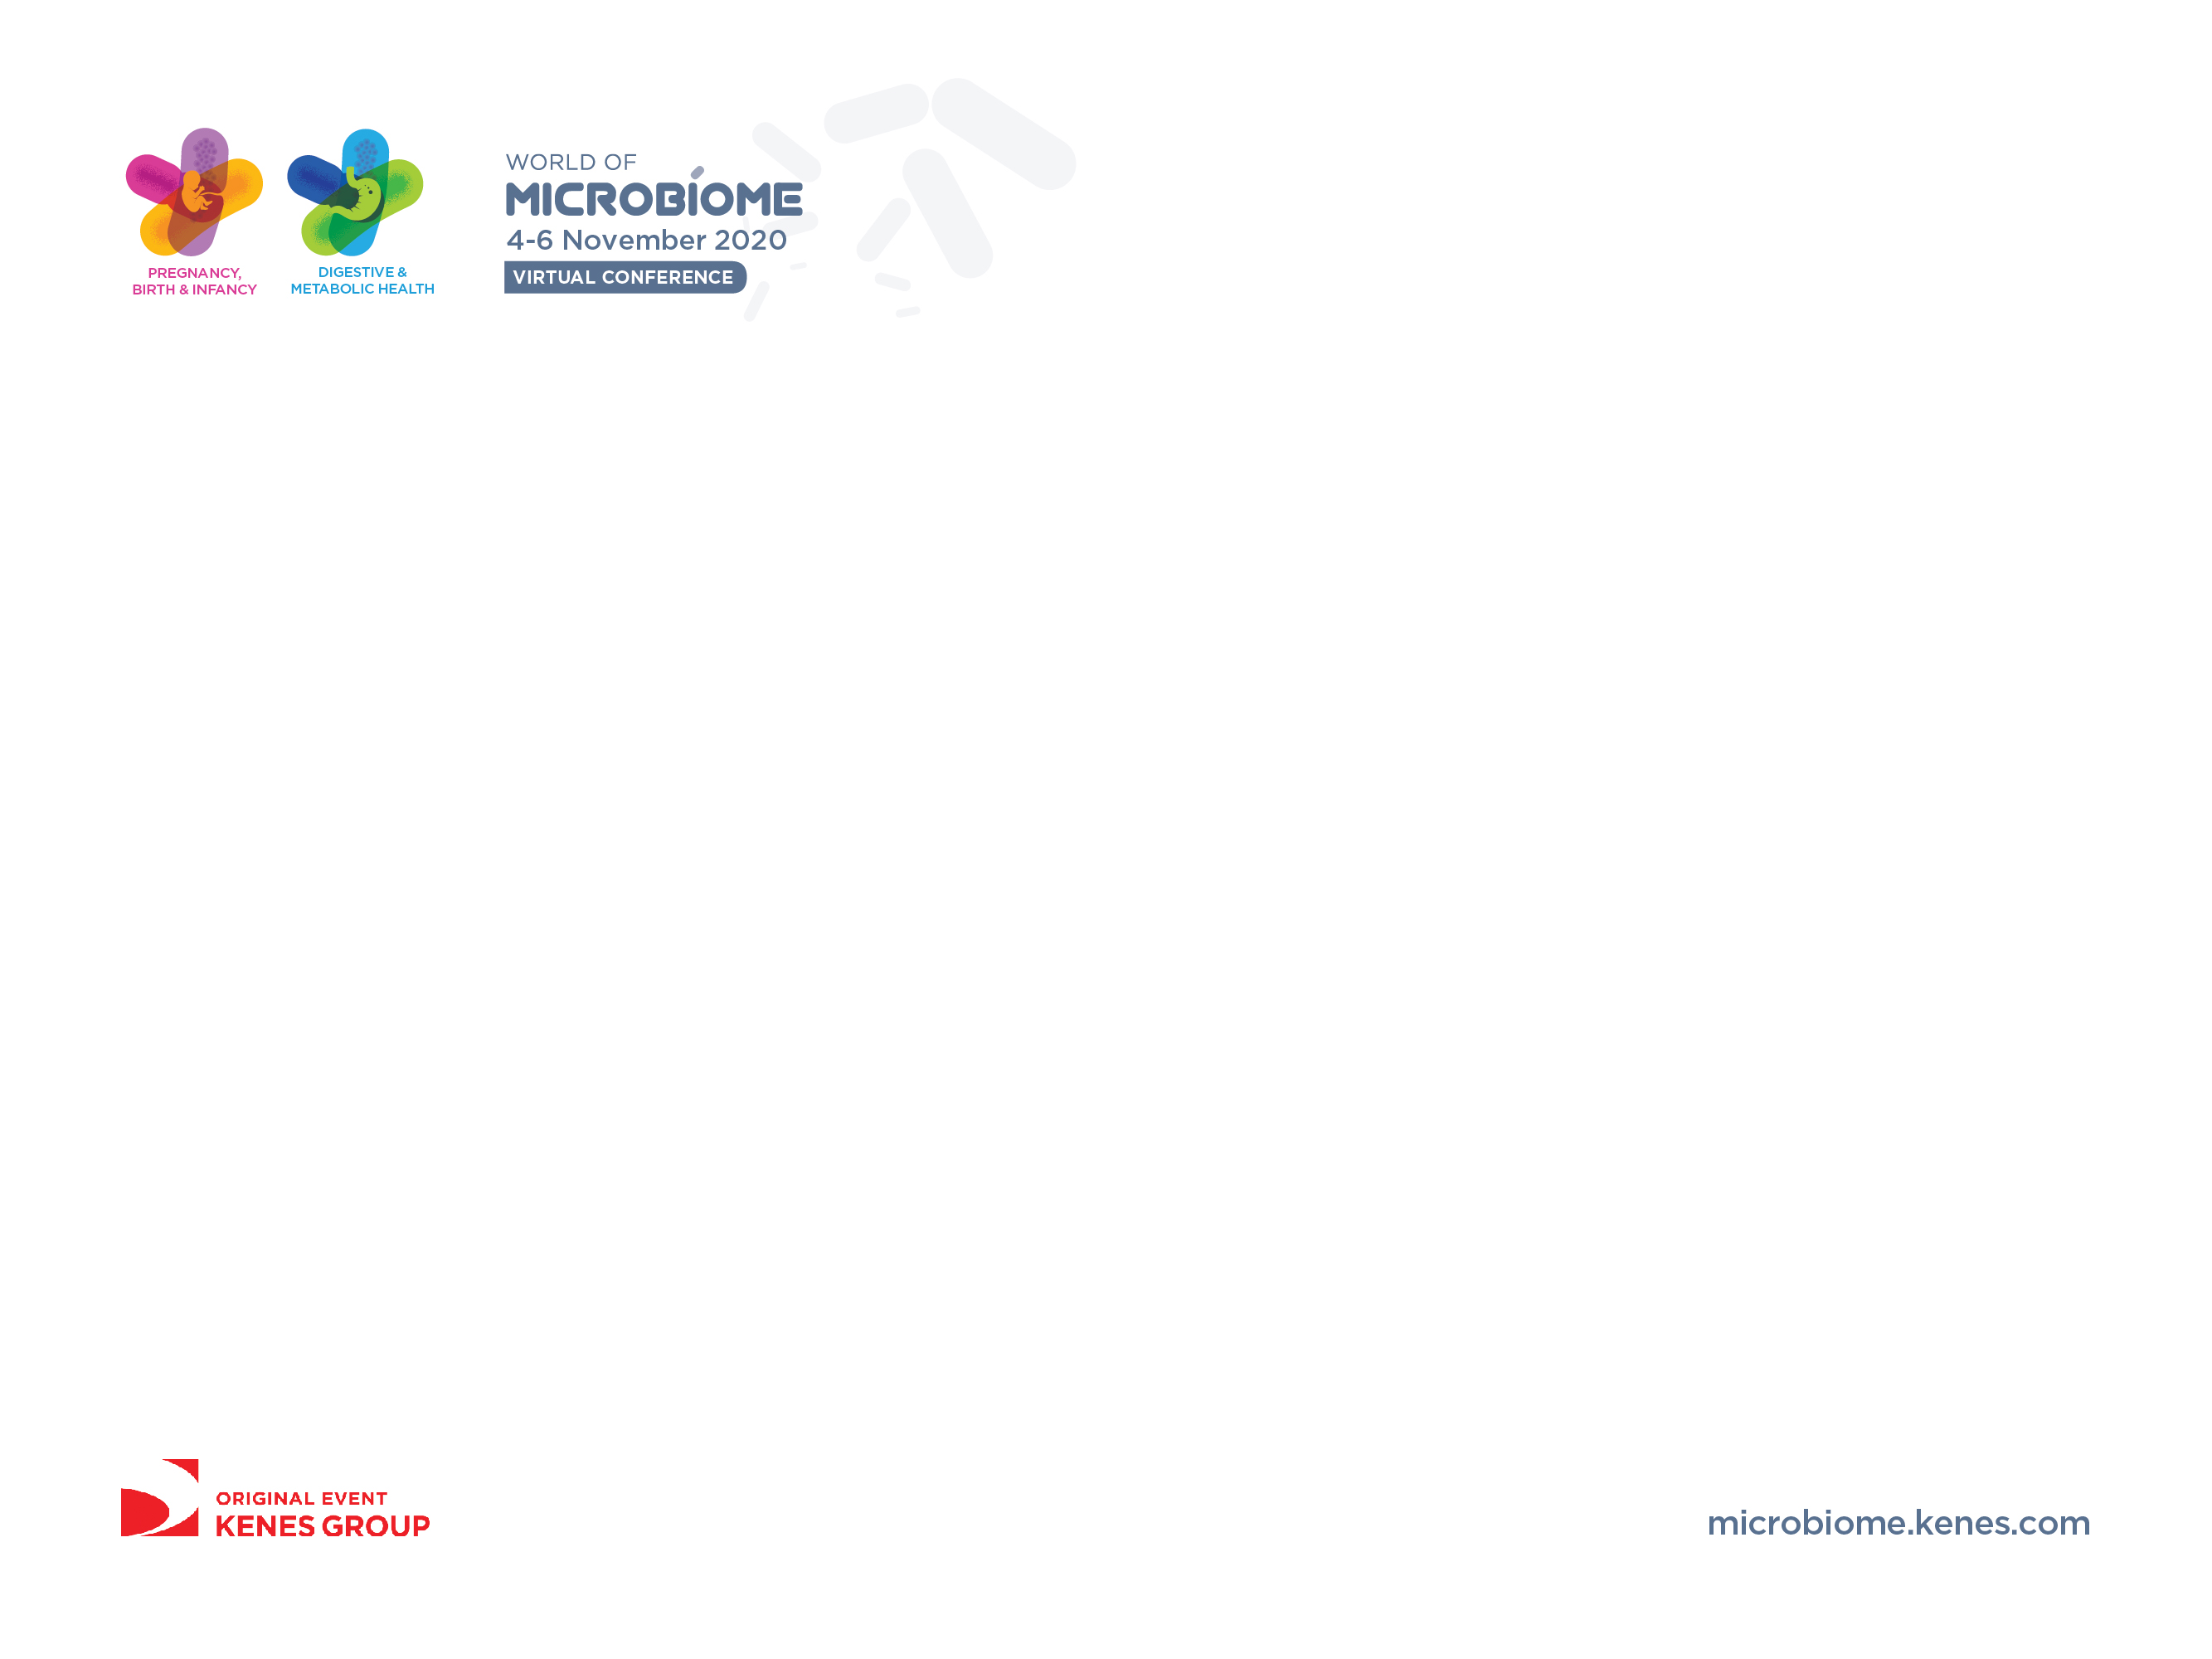 PREGNANCY,
BIRTH & INFANCY
DIGESTIVE &
METABOLIC HEALTH
WORLD OF
MICROBIOME
4-6 November 2020
VIRTUAL CONFERENCE
ORIGINAL EVENT
KENES GROUP
microbiome.kenes.com